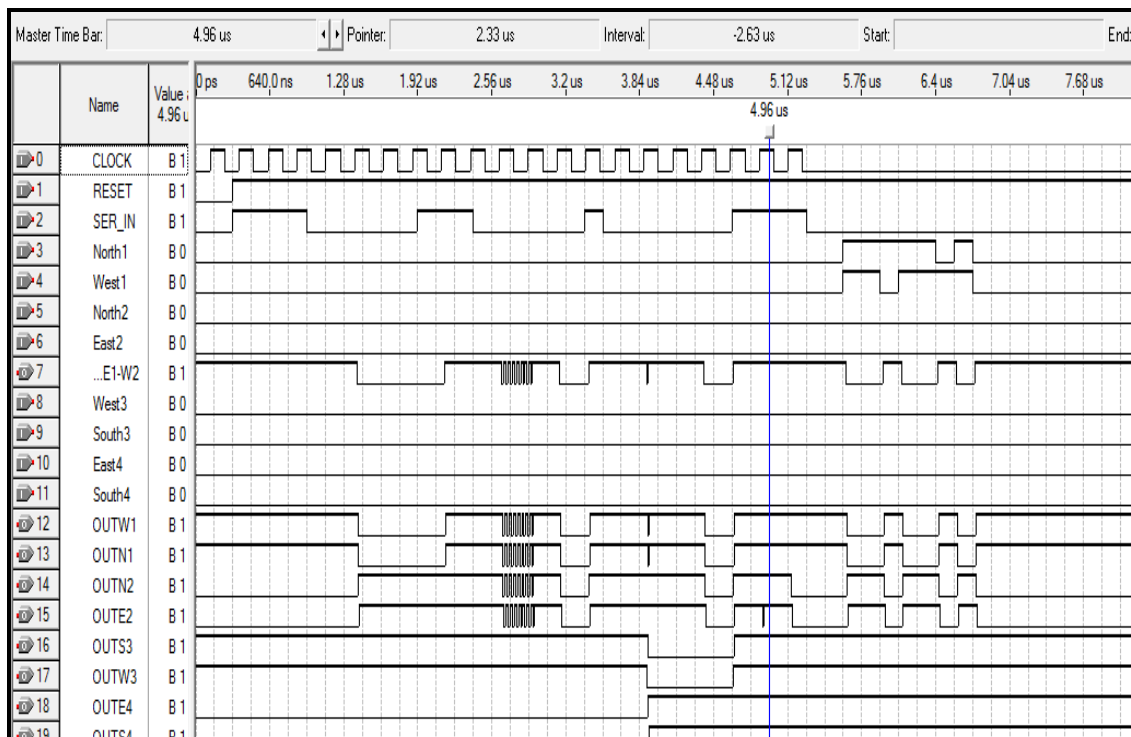 Master Time Bar: 4.96 us Pointer: 2.33 us Interval: -2.63 us Start: End:
Name Value 4.96 u
0 ps 640.0 ns 1.28 us 1.92 us 2.56 us 3.2 us 3.84 us 4.48 us 5.12 us 5.76 us 6.4 us 7.04 us 7.68 us
4.96 us
0 CLOCK B 1
1 RESET B 1
2 SER_IN B 1
3 North1 B 0
4 West1 B 0
5 North2 B 0
6 East2 B 0
7 ...E1-W2 B 1
8 West3 B 0
9 South3 B 0
10 East4 B 0
11 South4 B 0
12 OUTW1 B 1
13 OUTN1 B 1
14 OUTN2 B 1
15 OUTE2 B 1
16 OUTS3 B 1
17 OUTW3 B 1
18 OUTE4 B 1
19 OUTS4 B 1